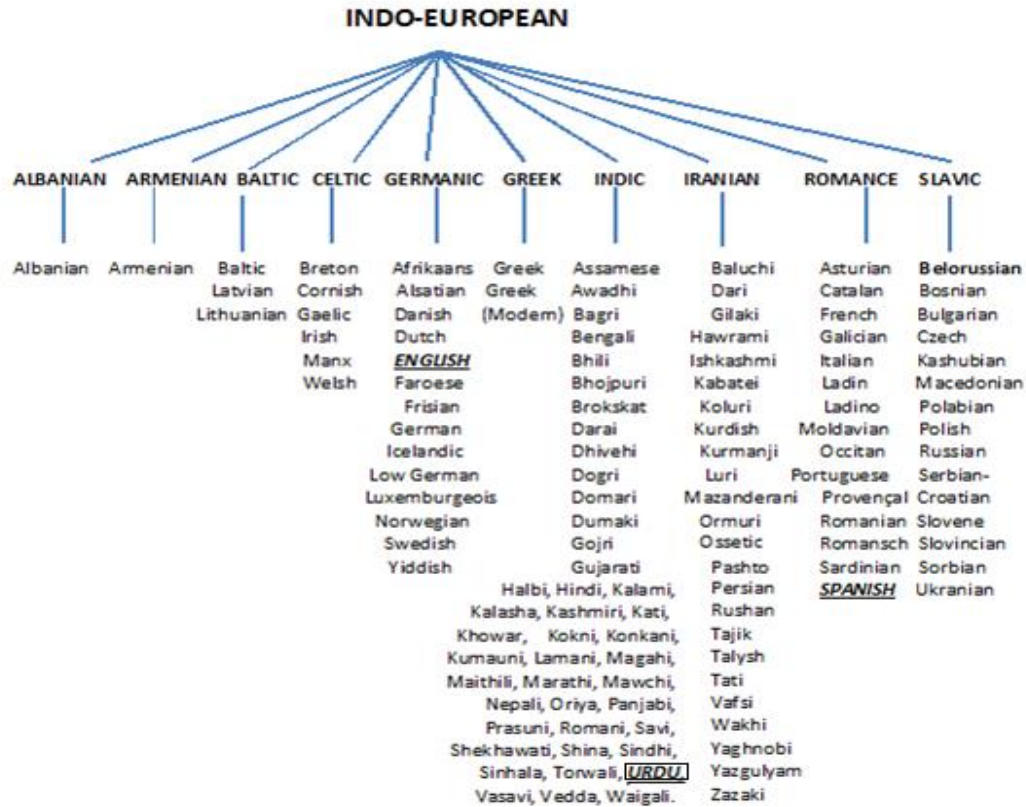 INDO-EUROPEAN
ALBANIAN ARMENIAN BALTIC CELTIC GERMANIC GREEK INDIC IRANIAN ROMANCE SLAVIC
Albanian Armenian Baltic Breton Afrikaans Greek Assamese Baluchi Asturian Belorussian
Latvian Cornish Alsatian Greek Awadhi Dari Catalan Bosnian
Lithuanian Gaelic Danish (Modern) Bagri Gilaki French Bulgarian
Irish Dutch Bengali Hawrami Galician Czech
Manx ENGLISH Bhili Ishkashmi Italian Kashubian
Welsh Faroese Bhojpuri Kabatei Ladin Macedonian
Frisian Brokskat Koluri Ladino Polabian
German Darai Kurdish Moldavian Polish
Icelandic Dhivehi Kurmanji Occitan Russian
Low German Dogri Luri Portuguese Serbian-
Luxemburgeois Domari Mazanderani Provençal Croatian
Norwegian Dumaki Ormuri Romanian Slovene
Swedish Gojri Ossetic Romansch Slovincian
Yiddish Gujarati Pashto Sardinian Sorbian
Halbi, Hindi, Kalami, Persian SPANISH Ukranian
Kalasha, Kashmiri, Kati, Rushan
Khowar, Kokni, Konkani, Tajik
Kumauni, Lamani, Magahi, Talysh
Maithili, Marathi, Mawchi, Tati
Nepali, Oriya, Panjabi, Vafsi
Prasuni, Romani, Savi, Wakhi
Shekhawati, Shina, Sindhi, Yaghnobi
Sinhala, Torwali, URDU, Yazgulyam
Vasavi, Vedda, Waigali. Zazaki